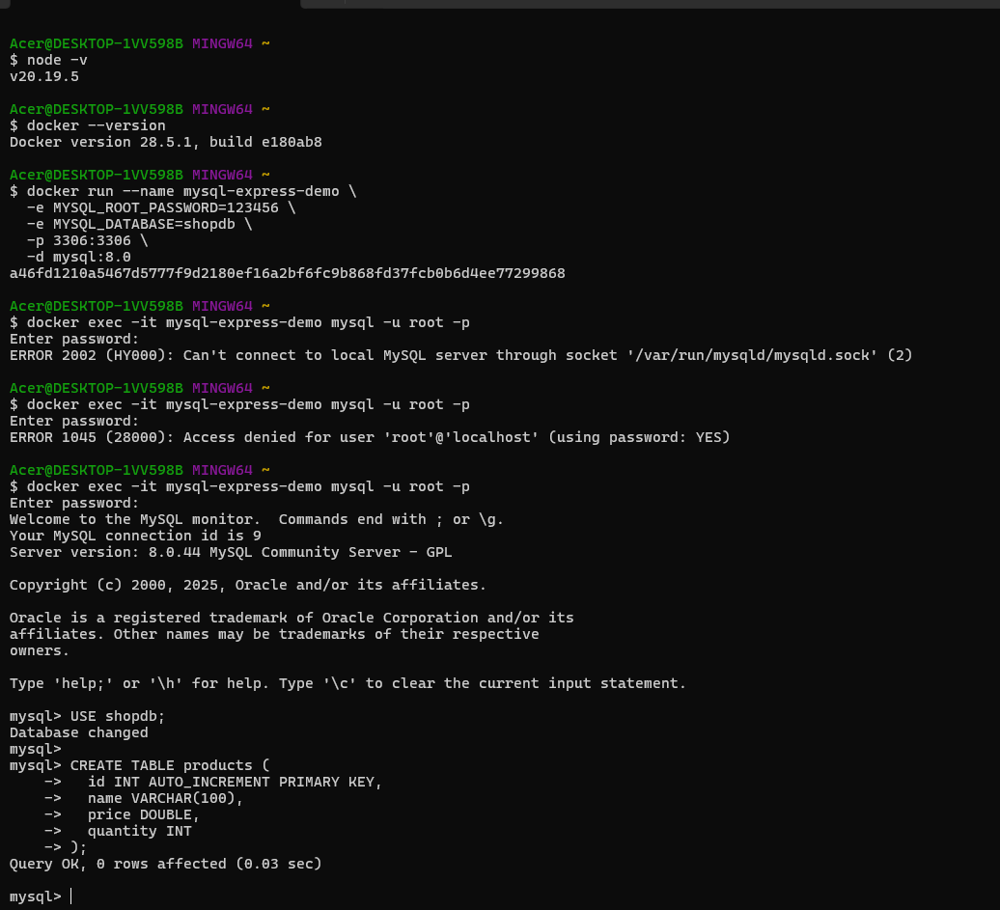 Acer@DESKTOP-1VV598B MINGW64 ~
$ node -v
v20.19.5
Acer@DESKTOP-1VV598B MINGW64 ~
$ docker --version
Docker version 28.5.1, build e180ab8
Acer@DESKTOP-1VV598B MINGW64 ~
$ docker run --name mysql-express-demo \
  -e MYSQL_ROOT_PASSWORD=123456 \
  -e MYSQL_DATABASE=shopdb \
  -p 3306:3306 \
  -d mysql:8.0
a46fd1210a5467d5777f9d2180ef16a2bf6fc9b868fd37fcb0b6d4ee77299868
Acer@DESKTOP-1VV598B MINGW64 ~
$ docker exec -it mysql-express-demo mysql -u root -p
Enter password:
ERROR 2002 (HY000): Can't connect to local MySQL server through socket '/var/run/mysqld/mysqld.sock' (2)
Acer@DESKTOP-1VV598B MINGW64 ~
$ docker exec -it mysql-express-demo mysql -u root -p
Enter password:
ERROR 1045 (28000): Access denied for user 'root'@'localhost' (using password: YES)
Acer@DESKTOP-1VV598B MINGW64 ~
$ docker exec -it mysql-express-demo mysql -u root -p
Enter password:
Welcome to the MySQL monitor.  Commands end with ; or \g.
Your MySQL connection id is 9
Server version: 8.0.44 MySQL Community Server - GPL
Copyright (c) 2000, 2025, Oracle and/or its affiliates.
Oracle is a registered trademark of Oracle Corporation and/or its
affiliates. Other names may be trademarks of their respective
owners.
Type 'help;' or '\h' for help. Type '\c' to clear the current input statement.
mysql> USE shopdb;
Database changed
mysql>
mysql> CREATE TABLE products (
    ->   id INT AUTO_INCREMENT PRIMARY KEY,
    ->   name VARCHAR(100),
    ->   price DOUBLE,
    ->   quantity INT
    -> );
Query OK, 0 rows affected (0.03 sec)
mysql>